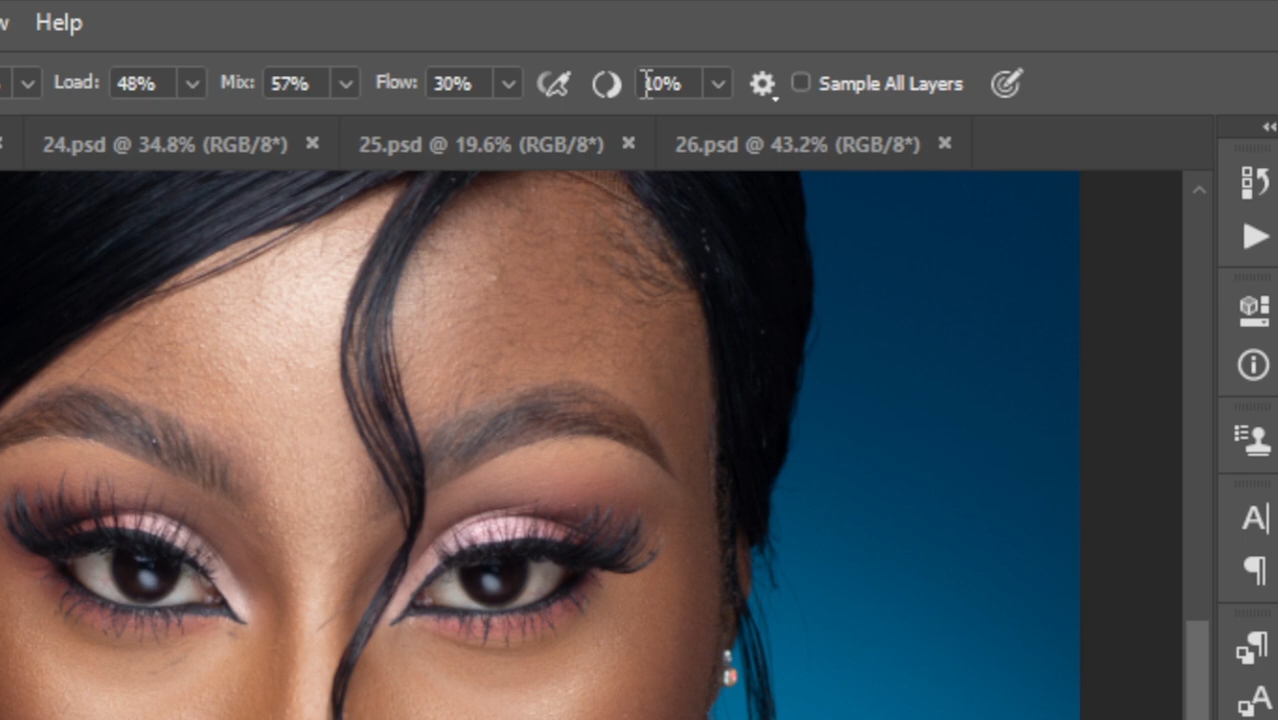 Help
Load: 48% Mix: 57% Flow: 30% 10% Sample All Layers
24.psd @ 34.8% (RGB/8*) 25.psd @ 19.6% (RGB/8*) 26.psd @ 43.2% (RGB/8*)